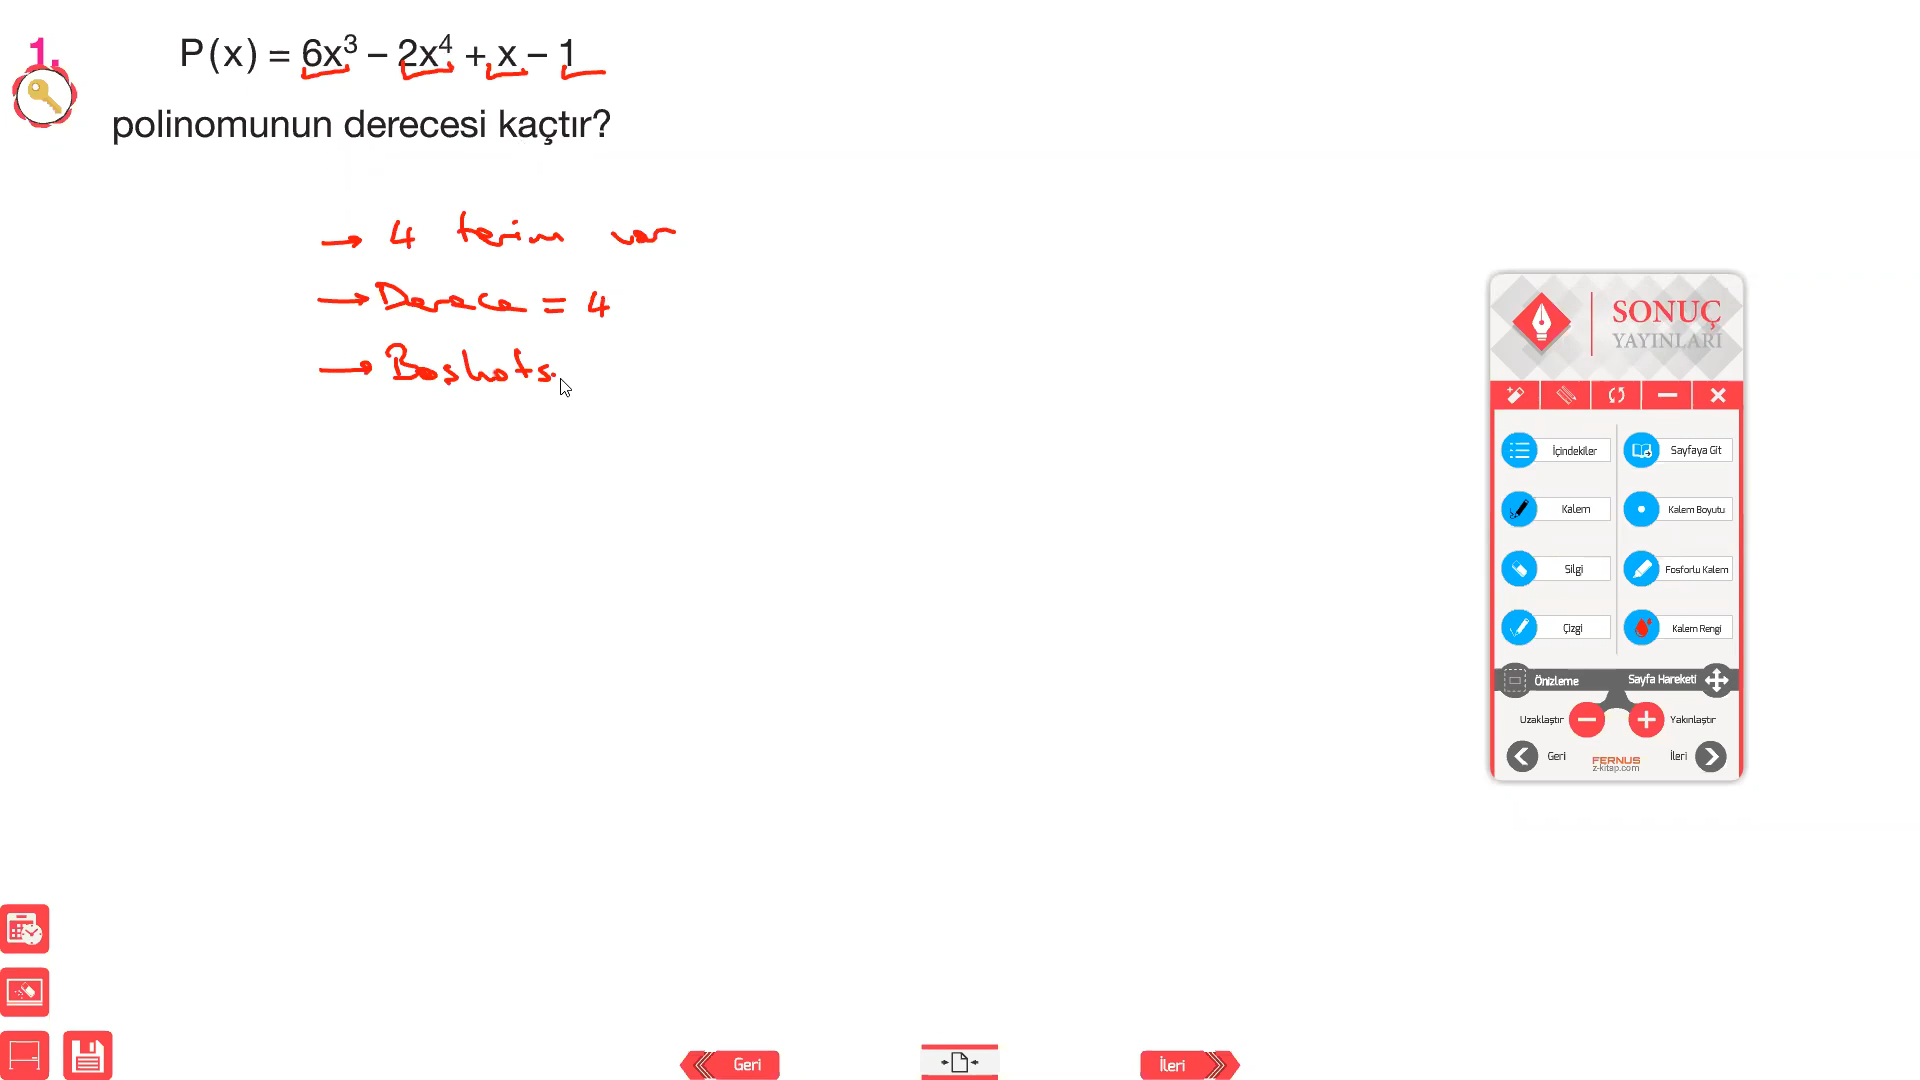 1.
P(x) = 6x³ – 2x⁴ + x – 1
polinomunun derecesi kaçtır?
→ 4 terim var
→ Derece = 4
→ Başkats.
SONUÇ
YAYINLARI
İçindekiler
Sayfaya Git
Kalem
Kalem Boyutu
Silgi
Fosforlu Kalem
Çizgi
Kalem Rengi
Önizleme
Sayfa Hareketi
Uzaklaştır
Yakınlaştır
Geri
FERNUS
z-kitap.com
İleri
Geri
İleri